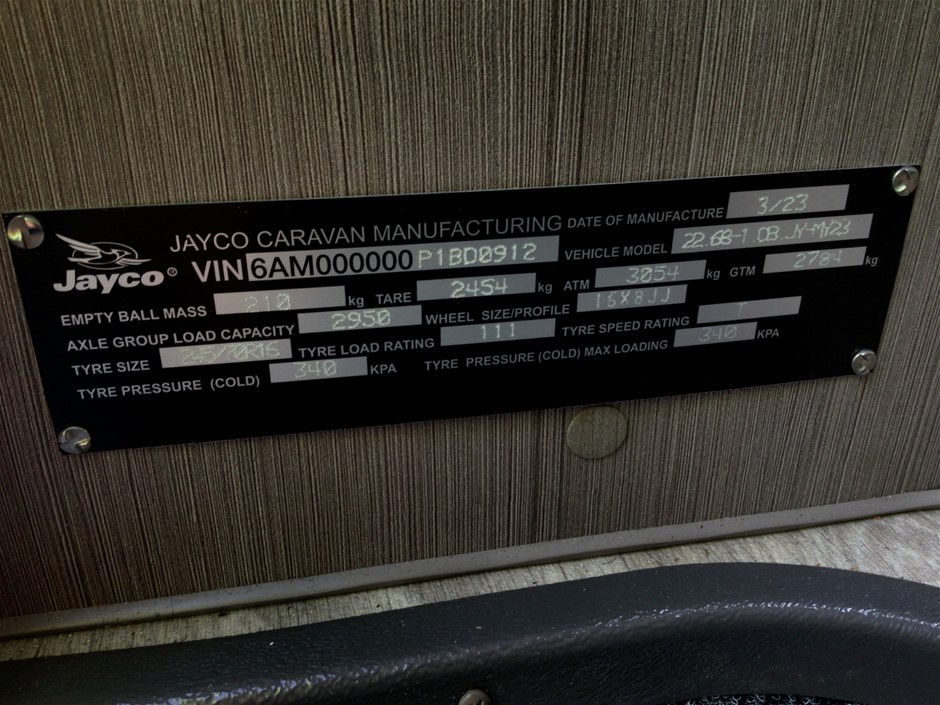 Jayco®
JAYCO CARAVAN MANUFACTURING DATE OF MANUFACTURE 3/23
VIN 6AM000000P1BD0912 VEHICLE MODEL 22.68-1.OB.JY-MY23
EMPTY BALL MASS 210 kg TARE 2454 kg ATM 3054 kg GTM 2784 kg
AXLE GROUP LOAD CAPACITY 2950 WHEEL SIZE/PROFILE 16X8JJ
TYRE SIZE 245/70R16 TYRE LOAD RATING 111 TYRE SPEED RATING T
TYRE PRESSURE (COLD) 340 KPA TYRE PRESSURE (COLD) MAX LOADING 340 KPA